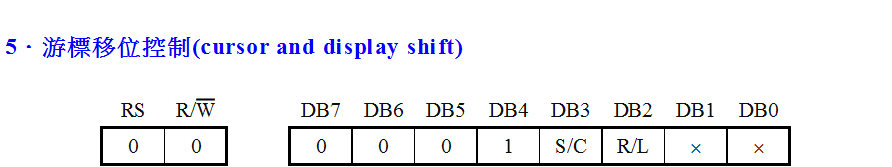 5．游標移位控制(cursor and display shift)
RS R/W̅ DB7 DB6 DB5 DB4 DB3 DB2 DB1 DB0
0 0 0 0 0 1 S/C R/L × ×